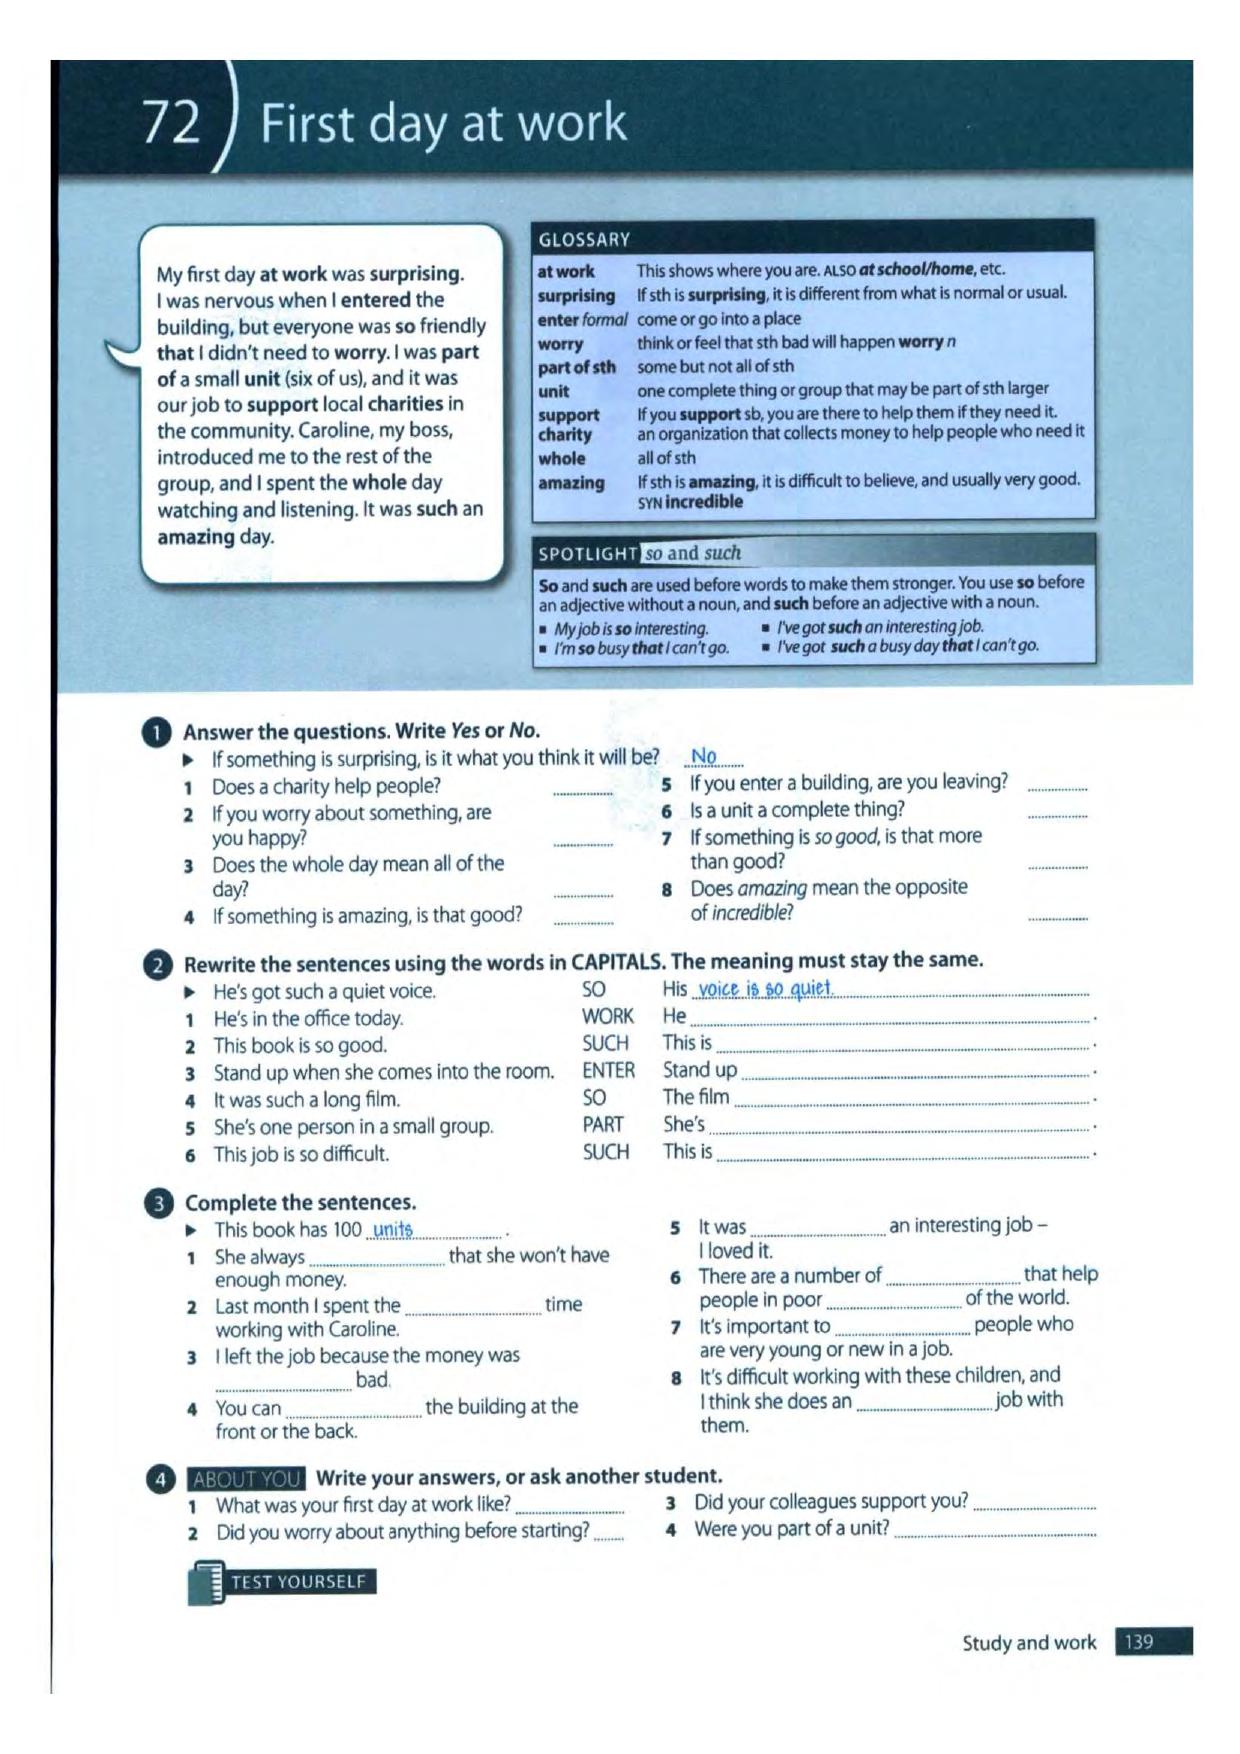 72 First day at work
My first day at work was surprising.
I was nervous when I entered the
building, but everyone was so friendly
that I didn't need to worry. I was part
of a small unit (six of us), and it was
our job to support local charities in
the community. Caroline, my boss,
introduced me to the rest of the
group, and I spent the whole day
watching and listening. It was such an
amazing day.
GLOSSARY
at work This shows where you are. ALSO at school/home, etc.
surprising If sth is surprising, it is different from what is normal or usual.
enter formal come or go into a place
worry think or feel that sth bad will happen worry n
part of sth some but not all of sth
unit one complete thing or group that may be part of sth larger
support If you support sb, you are there to help them if they need it.
charity an organization that collects money to help people who need it
whole all of sth
amazing If sth is amazing, it is difficult to believe, and usually very good.
SYN incredible
SPOTLIGHT so and such
So and such are used before words to make them stronger. You use so before
an adjective without a noun, and such before an adjective with a noun.
▪ My job is so interesting. ▪ I've got such an interesting job.
▪ I'm so busy that I can't go. ▪ I've got such a busy day that I can't go.
1 Answer the questions. Write Yes or No.
▶ If something is surprising, is it what you think it will be? No
1 Does a charity help people?
2 If you worry about something, are
you happy?
3 Does the whole day mean all of the
day?
4 If something is amazing, is that good?
5 If you enter a building, are you leaving?
6 Is a unit a complete thing?
7 If something is so good, is that more
than good?
8 Does amazing mean the opposite
of incredible?
2 Rewrite the sentences using the words in CAPITALS. The meaning must stay the same.
▶ He's got such a quiet voice. SO His voice is so quiet.
1 He's in the office today. WORK He .
2 This book is so good. SUCH This is .
3 Stand up when she comes into the room. ENTER Stand up .
4 It was such a long film. SO The film .
5 She's one person in a small group. PART She's .
6 This job is so difficult. SUCH This is .
3 Complete the sentences.
▶ This book has 100 units .
1 She always that she won't have
enough money.
2 Last month I spent the time
working with Caroline.
3 I left the job because the money was
bad.
4 You can the building at the
front or the back.
5 It was an interesting job –
I loved it.
6 There are a number of that help
people in poor of the world.
7 It's important to people who
are very young or new in a job.
8 It's difficult working with these children, and
I think she does an job with
them.
4 ABOUT YOU Write your answers, or ask another student.
1 What was your first day at work like?
2 Did you worry about anything before starting?
3 Did your colleagues support you?
4 Were you part of a unit?
TEST YOURSELF
Study and work 139